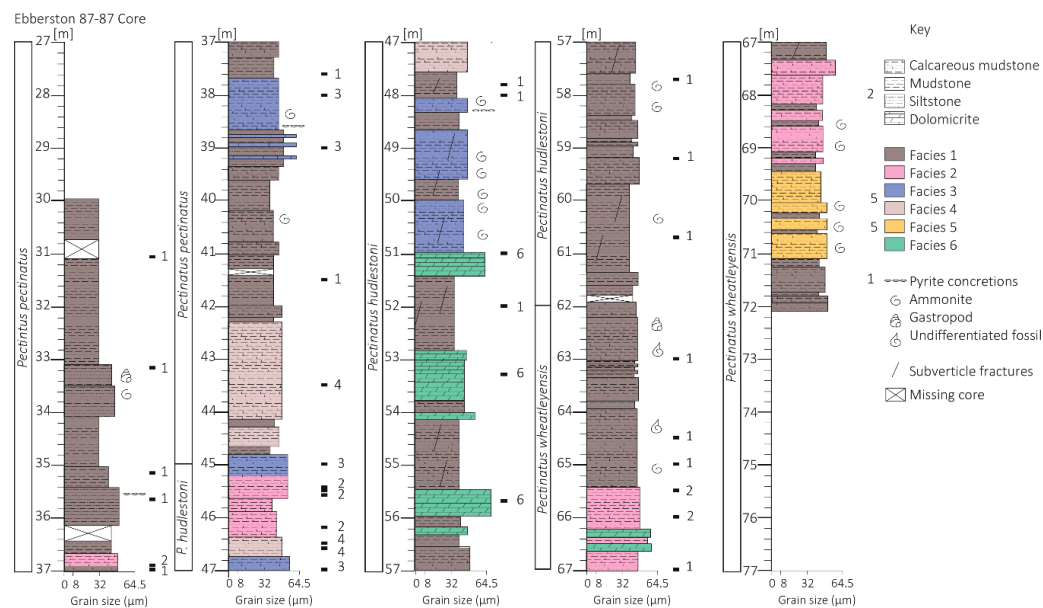 Ebberston 87-87 Core
[m]
27
28
29
30
31
32
33
34
35
36
37
Pectintus pectinatus
1
1
1
1
2
1
0 8 32 64.5
Grain size (µm)
[m]
37
38
39
40
41
42
43
44
45
46
47
Pectinatus pectinatus
P. hudlestoni
1
3
3
1
4
3
2
2
2
4
4
3
0 8 32 64.5
Grain size (µm)
[m]
47
48
49
50
51
52
53
54
55
56
57
Pectinatus hudlestoni
1
1
6
1
6
6
0 8 32 64.5
Grain size (µm)
[m]
57
58
59
60
61
62
63
64
65
66
67
Pectinatus hudlestoni
Pectinatus wheatleyensis
1
1
1
1
1
1
2
2
1
0 8 32 64.5
Grain size (µm)
[m]
67
68
69
70
71
72
73
74
75
76
77
Pectinatus wheatleyensis
2
5
5
1
0 8 32 64.5
Grain size (µm)
Key
Calcareous mudstone
Mudstone
Siltstone
Dolomicrite
Facies 1
Facies 2
Facies 3
Facies 4
Facies 5
Facies 6
Pyrite concretions
Ammonite
Gastropod
Undifferentiated fossil
Subverticle fractures
Missing core